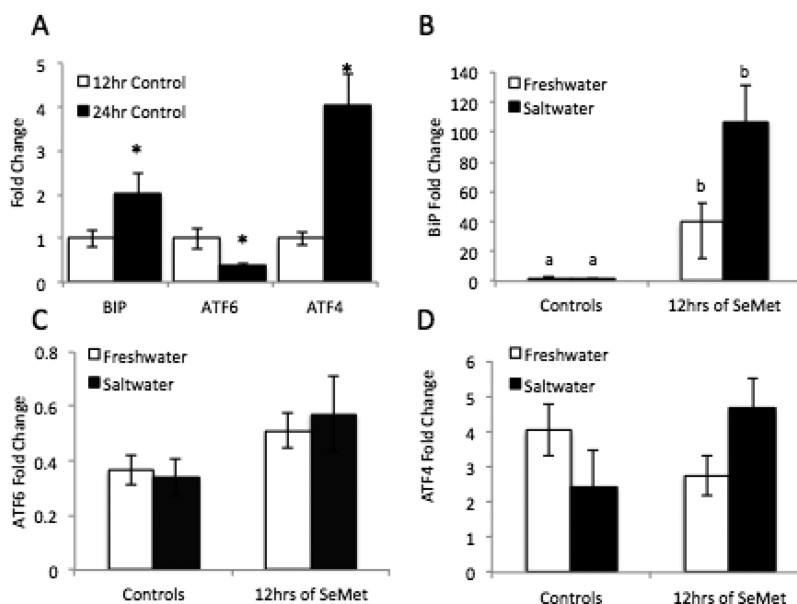 A
5
4
3
2
1
0
Fold Change
12hr Control
24hr Control
*
*
*
BIP
ATF6
ATF4
B
140
120
100
80
60
40
20
0
BiP Fold Change
Freshwater
Saltwater
a
a
b
b
Controls
12hrs of SeMet
C
0.8
0.6
0.4
0.2
0
ATF6 Fold Change
Freshwater
Saltwater
Controls
12hrs of SeMet
D
6
5
4
3
2
1
0
ATF4 Fold Change
Freshwater
Saltwater
Controls
12hrs of SeMet